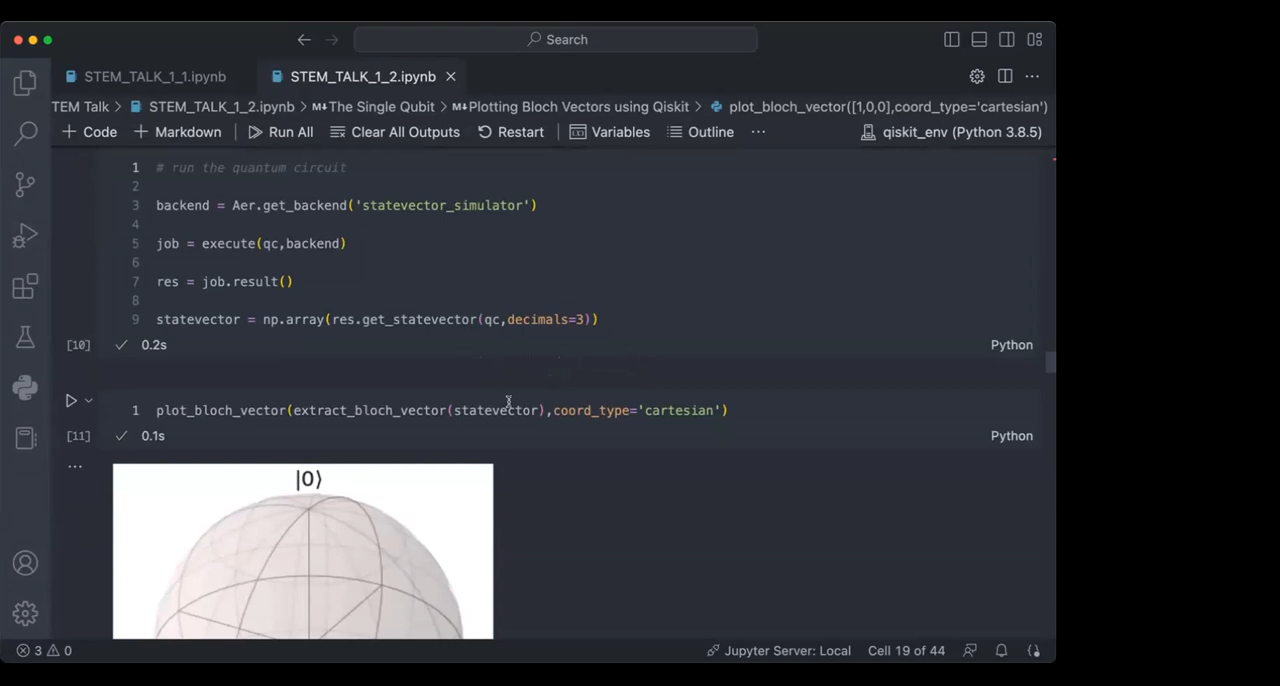 Search
STEM_TALK_1_1.ipynb
STEM_TALK_1_2.ipynb
TEM Talk > STEM_TALK_1_2.ipynb > M↓The Single Qubit > M↓Plotting Bloch Vectors using Qiskit > plot_bloch_vector([1,0,0],coord_type='cartesian')
+ Code + Markdown Run All Clear All Outputs Restart Variables Outline ··· qiskit_env (Python 3.8.5)
1 # run the quantum circuit
2
3 backend = Aer.get_backend('statevector_simulator')
4
5 job = execute(qc,backend)
6
7 res = job.result()
8
9 statevector = np.array(res.get_statevector(qc,decimals=3))
[10] ✓ 0.2s Python
1 plot_bloch_vector(extract_bloch_vector(statevector),coord_type='cartesian')
[11] ✓ 0.1s Python
...
|0⟩
3 0 Jupyter Server: Local Cell 19 of 44